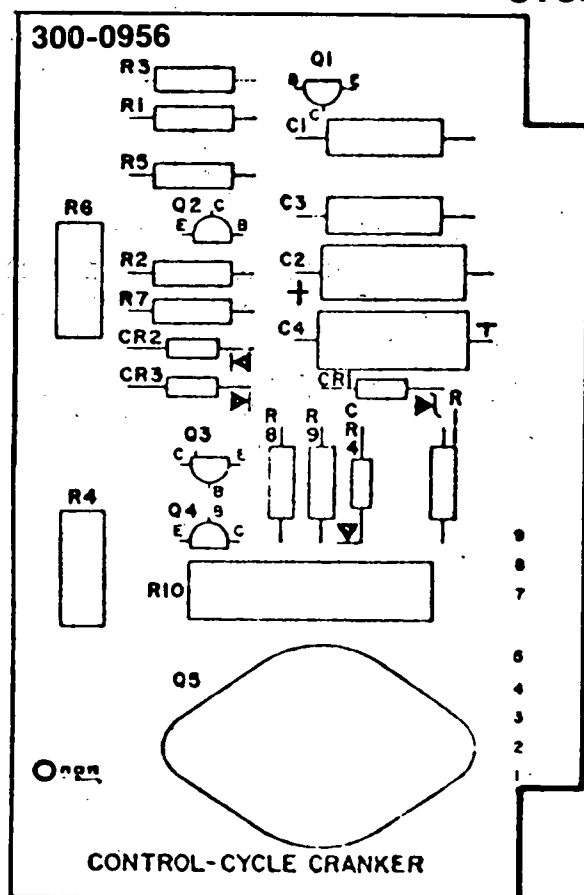 300-0956
R3
Q1
B E
C
R1
C1
R5
R6
Q2 C
E B
C3
R2
C2
+
R7
C4
+
CR2
CR3
CR1
R
8
R
9
C
R
4
R
Q3
C E
B
R4
Q4 B
E C
R10
9
8
7
6
4
3
2
1
Q5
Onan
CONTROL-CYCLE CRANKER